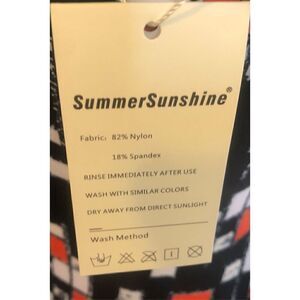 SummerSunshine®
Fabric: 82% Nylon
18% Spandex
RINSE IMMEDIATELY AFTER USE
WASH WITH SIMILAR COLORS
DRY AWAY FROM DIRECT SUNLIGHT
Wash Method